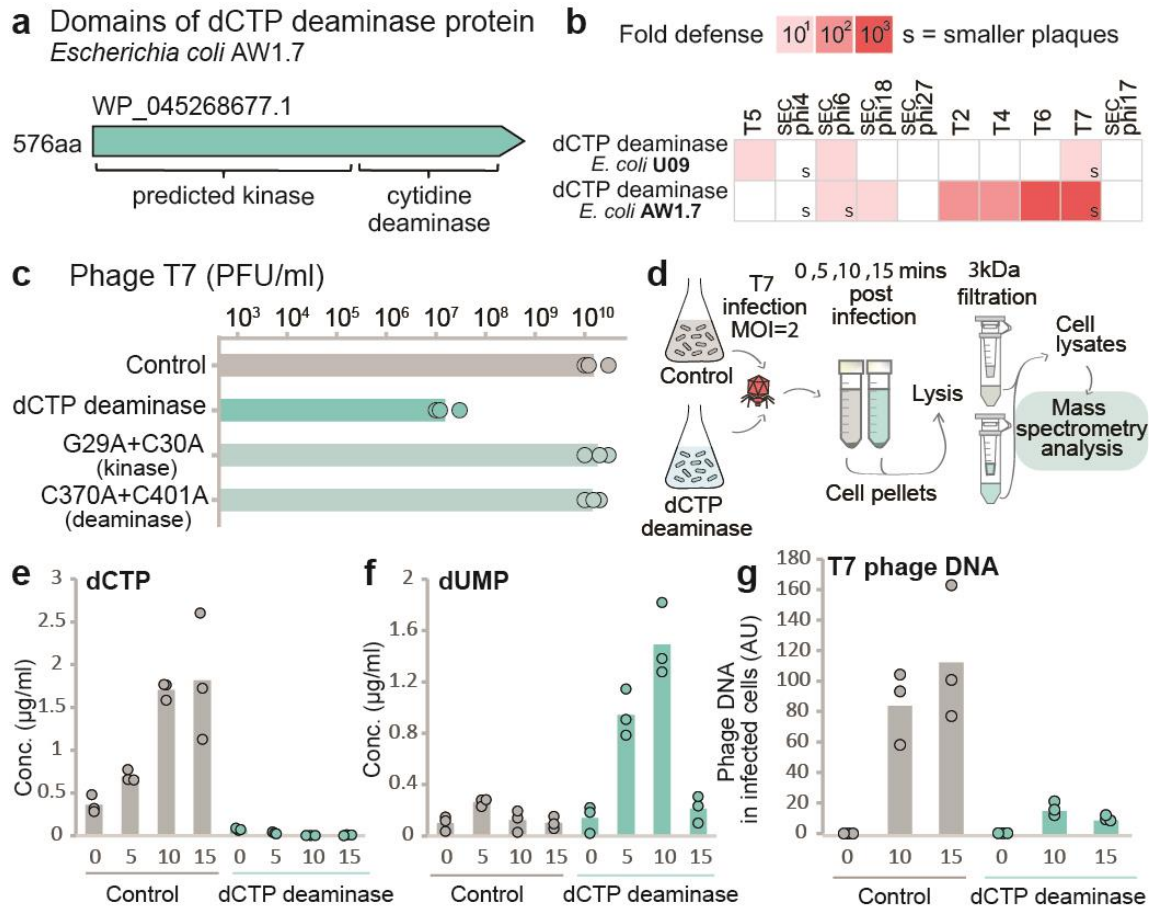 a Domains of dCTP deaminase protein
Escherichia coli AW1.7
WP_045268677.1
576aa
predicted kinase
cytidine
deaminase
b
Fold defense 10¹ 10² 10³ s = smaller plaques
T5
SEC phi4
SEC phi6
SEC phi18
SEC phi27
T2
T4
T6
T7
SEC phi17
dCTP deaminase
E. coli U09
s
s
dCTP deaminase
E. coli AW1.7
s
s
s
c Phage T7 (PFU/ml)
10³ 10⁴ 10⁵ 10⁶ 10⁷ 10⁸ 10⁹ 10¹⁰
Control
dCTP deaminase
G29A+C30A
(kinase)
C370A+C401A
(deaminase)
d
T7
infection
MOI=2
0 ,5 ,10 ,15 mins
post
infection
3kDa
filtration
Control
dCTP
deaminase
Cell pellets
Lysis
Cell
lysates
Mass
spectrometry
analysis
e dCTP
Conc. (µg/ml)
3
2.5
2
1.5
1
0.5
0
0 5 10 15 0 5 10 15
Control dCTP deaminase
f dUMP
Conc. (µg/ml)
2
1.6
1.2
0.8
0.4
0
0 5 10 15 0 5 10 15
Control dCTP deaminase
g T7 phage DNA
Phage DNA
in infected cells (AU)
180
160
140
120
100
80
60
40
20
0
0 10 15 0 10 15
Control dCTP deaminase